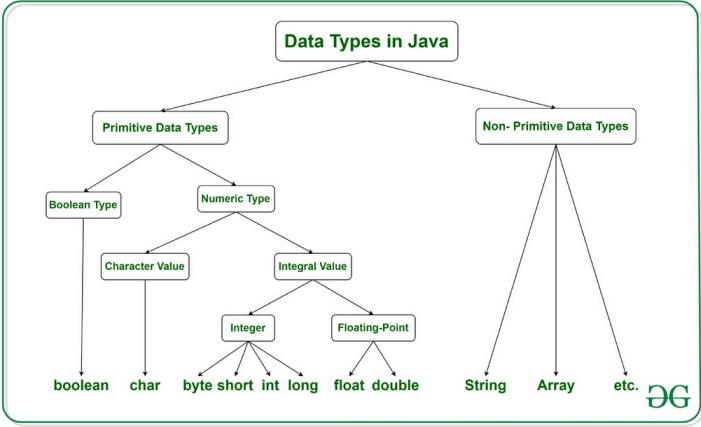 Data Types in Java
Primitive Data Types
Non- Primitive Data Types
Boolean Type
Numeric Type
Character Value
Integral Value
Integer
Floating-Point
boolean char byte short int long float double String Array etc.